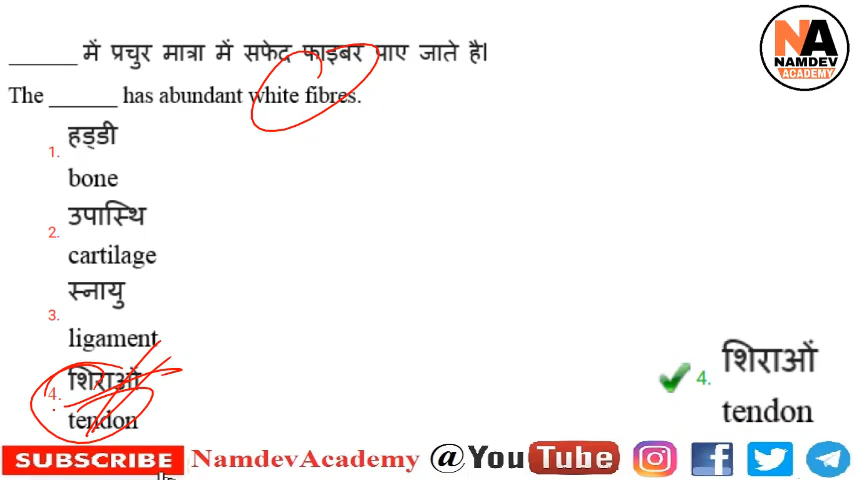 ______ में प्रचुर मात्रा में सफेद फाइबर पाए जाते है।
The ______ has abundant white fibres.
1. हड्डी
bone
2. उपास्थि
cartilage
3. स्नायु
ligament
4. शिराओं
tendon
4. शिराओं
tendon
NA
NAMDEV
ACADEMY
SUBSCRIBE NamdevAcademy @YouTube